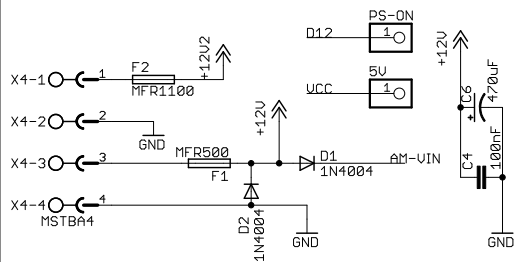 PS-ON
D12
1
+12V2
+12V
X4-1
1
F2
MFR1100
5V
VCC
1
C6
470uF
+
X4-2
2
GND
+12V
C4
100nF
X4-3
3
MFR500
F1
D1
1N4004
AM-VIN
X4-4
4
MSTBA4
D2
1N4004
GND
GND